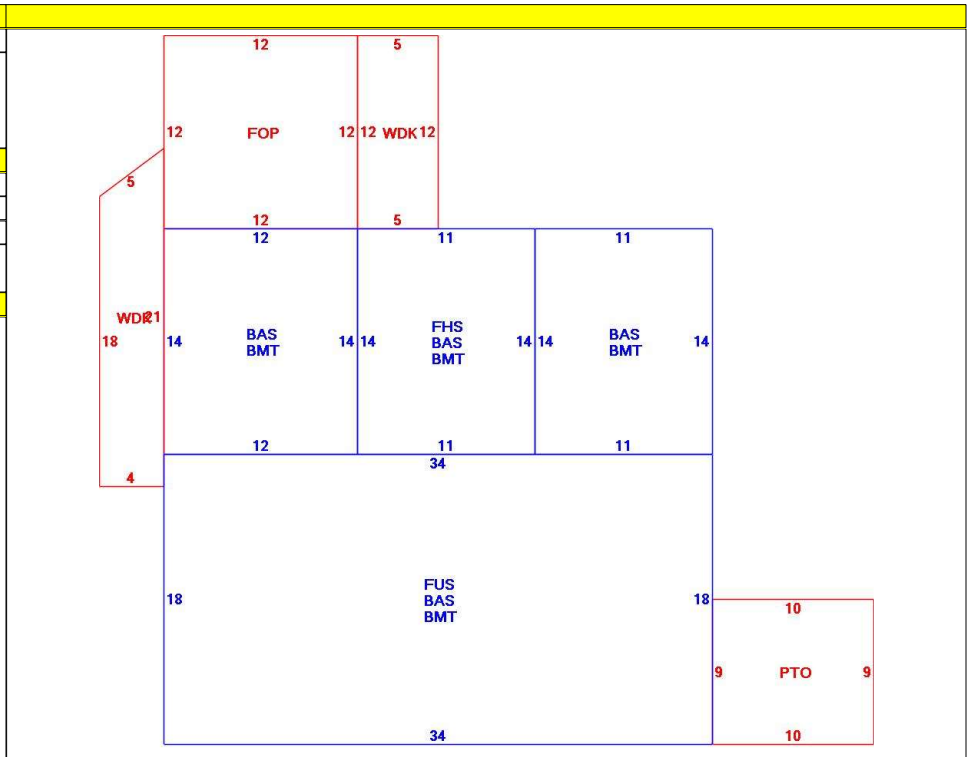 12 5
12 FOP 12 12 WDK 12
5
12 5
12 11 11
WDK 21
18 14 BAS 14 14 FHS 14 14 BAS 14
BMT BAS BMT
BMT
12 11 11
34
4
FUS
18 BAS 18
BMT
10
9 PTO 9
34 10